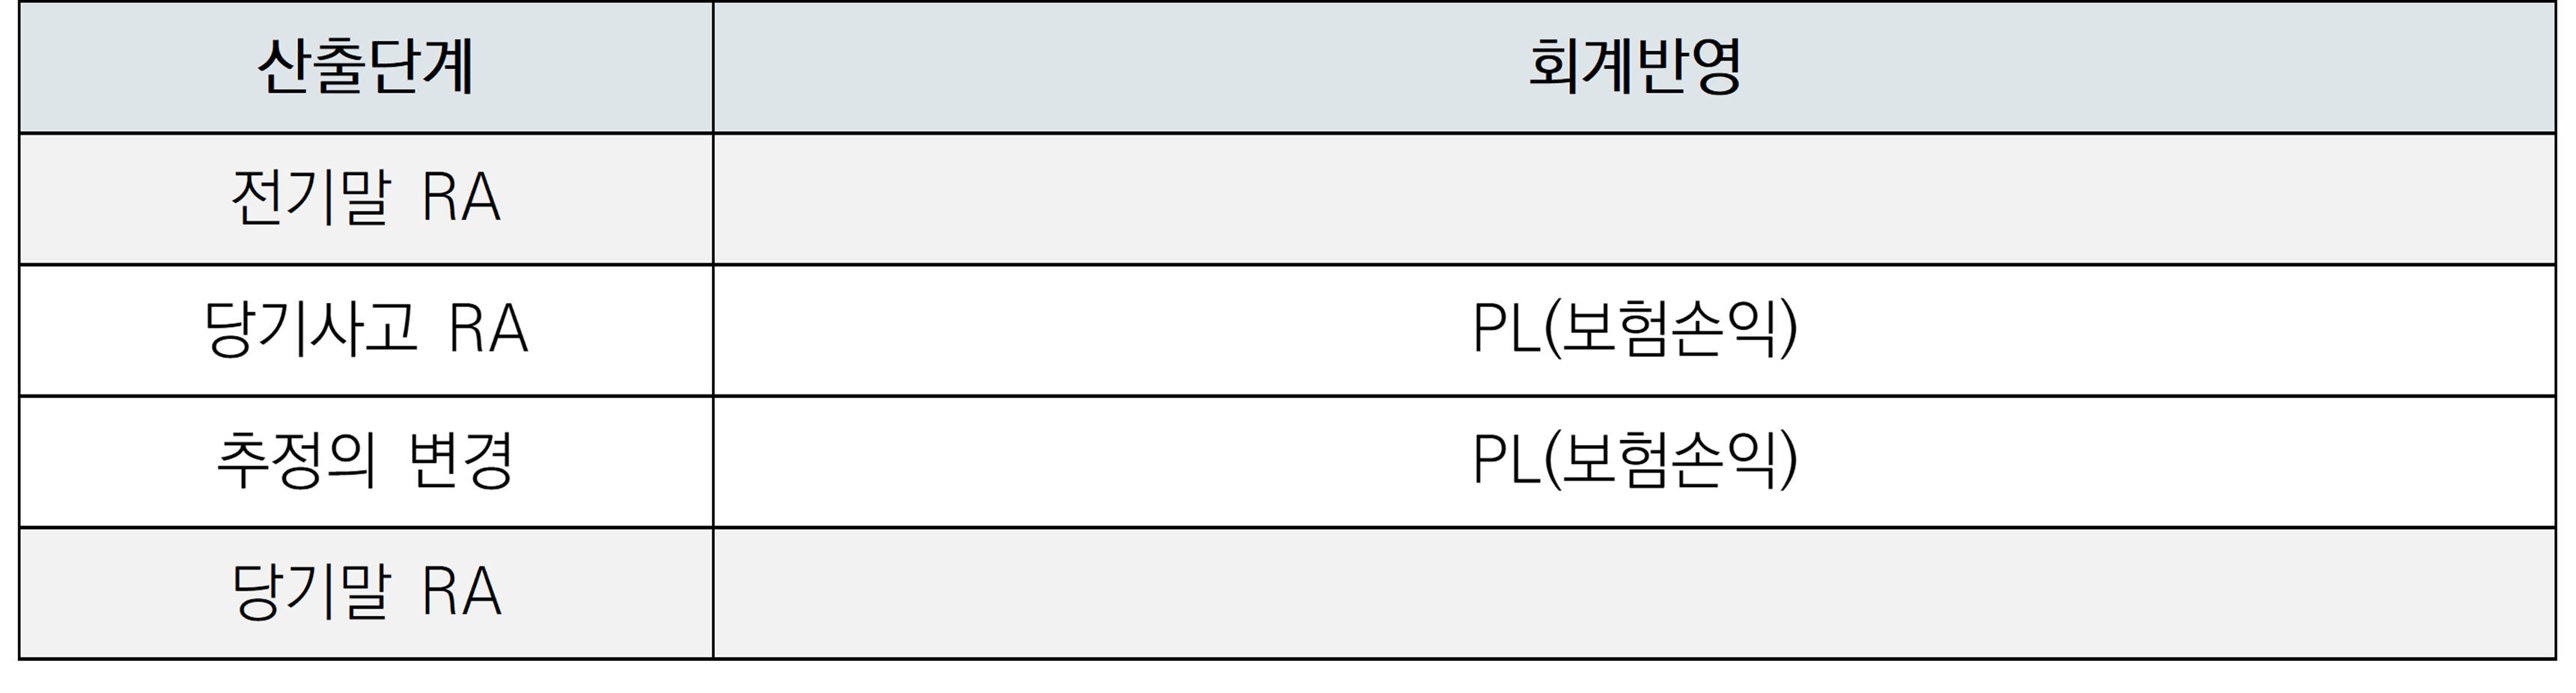 산출단계 회계반영
전기말 RA
당기사고 RA PL(보험손익)
추정의 변경 PL(보험손익)
당기말 RA